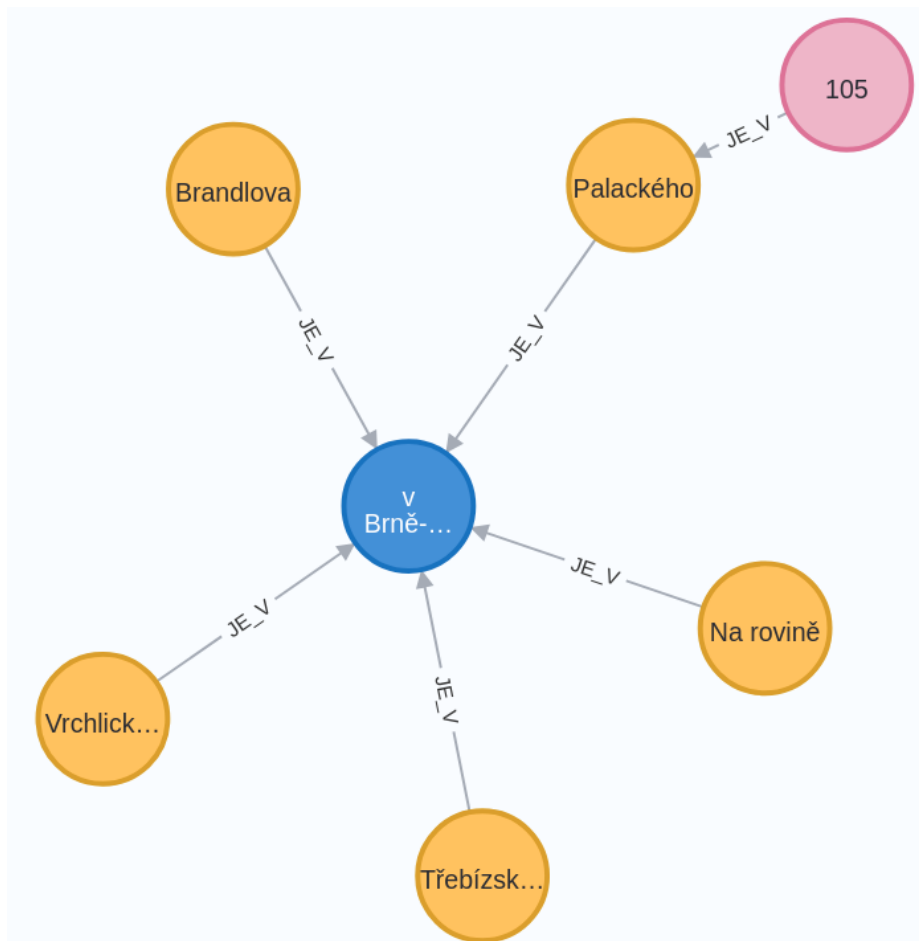 105
JE_V
Palackého
Brandlova
JE_V
JE_V
v
Brně-…
JE_V
JE_V
Na rovině
JE_V
Vrchlick…
Třebízsk…